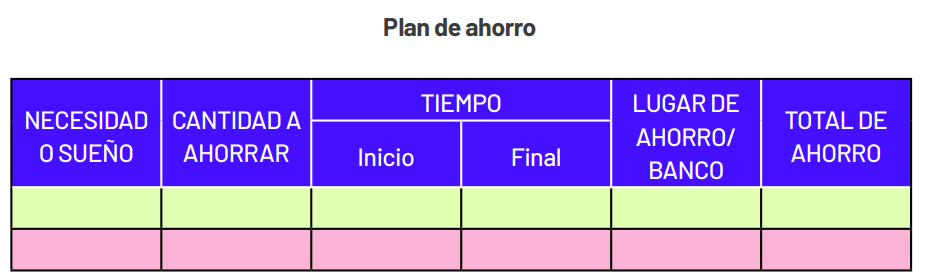 Plan de ahorro
NECESIDAD
O SUEÑO
CANTIDAD A
AHORRAR
TIEMPO
Inicio
Final
LUGAR DE
AHORRO/
BANCO
TOTAL DE
AHORRO